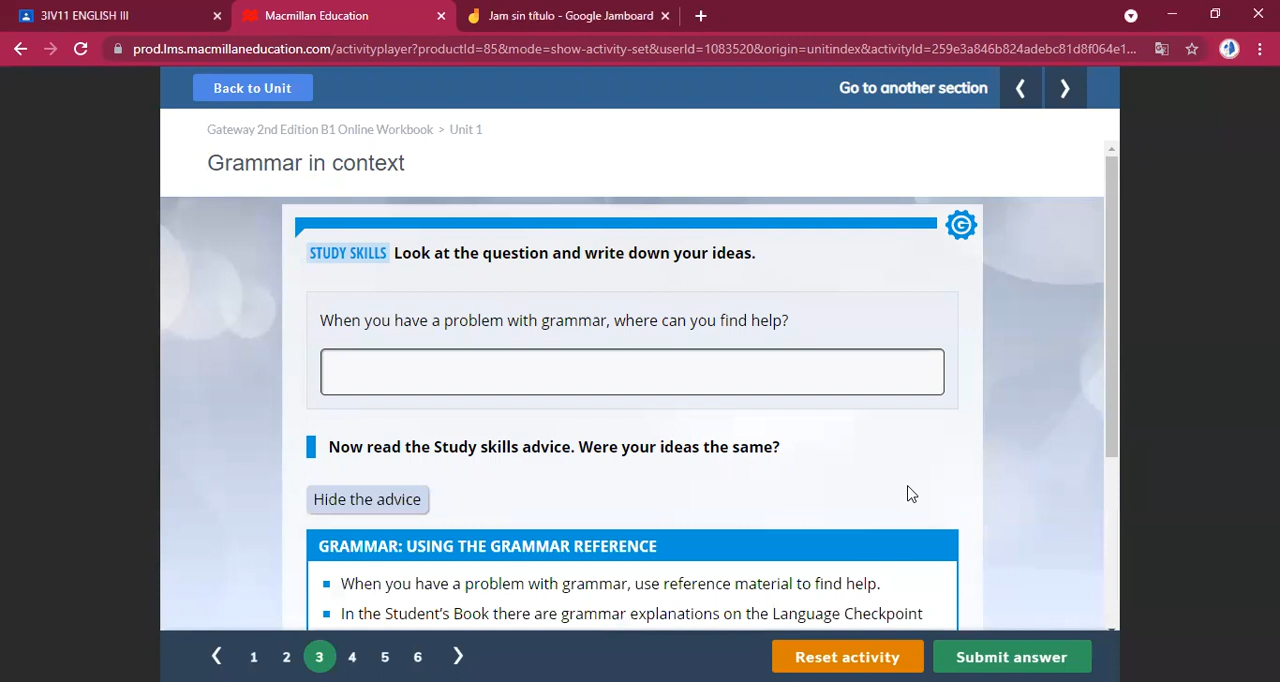 3IV11 ENGLISH III
Macmillan Education
Jam sin título - Google Jamboard
prod.lms.macmillaneducation.com/activityplayer?productId=85&mode=show-activity-set&userId=1083520&origin=unitindex&activityId=259e3a846b824adebc81d8f064e1...
Back to Unit
Go to another section
Gateway 2nd Edition B1 Online Workbook > Unit 1
Grammar in context
G
STUDY SKILLS Look at the question and write down your ideas.
When you have a problem with grammar, where can you find help?
Now read the Study skills advice. Were your ideas the same?
Hide the advice
GRAMMAR: USING THE GRAMMAR REFERENCE
When you have a problem with grammar, use reference material to find help.
In the Student's Book there are grammar explanations on the Language Checkpoint
1 2 3 4 5 6
Reset activity
Submit answer